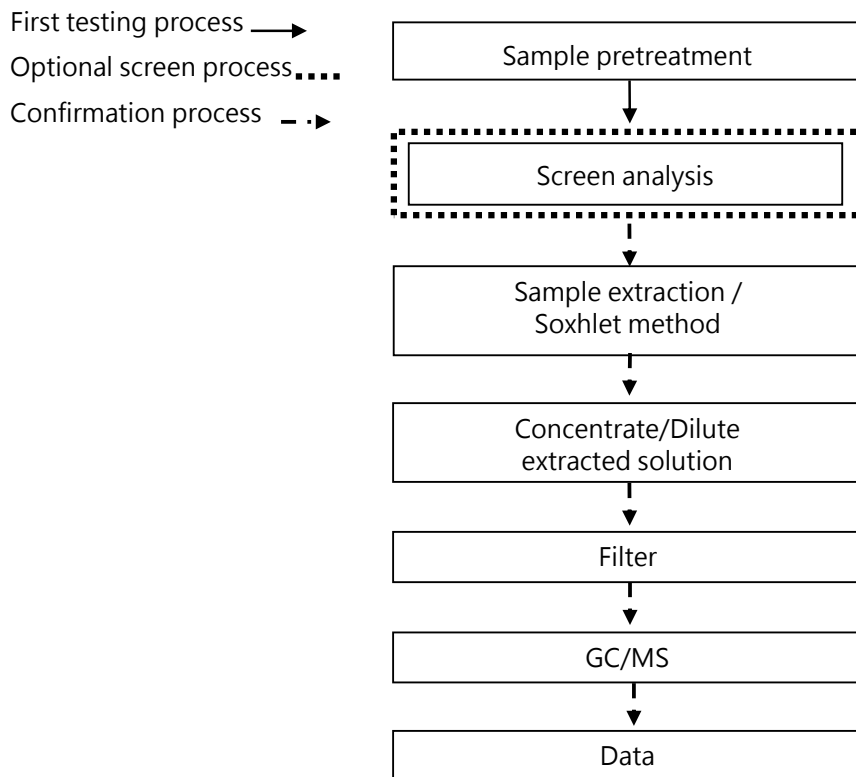 First testing process
Optional screen process
Confirmation process
Sample pretreatment
Screen analysis
Sample extraction /
Soxhlet method
Concentrate/Dilute
extracted solution
Filter
GC/MS
Data